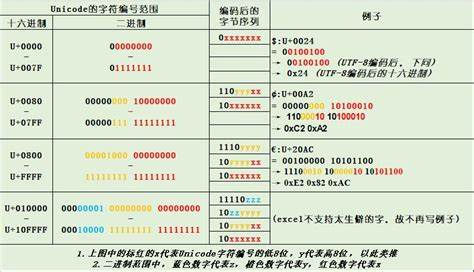 Unicode的字符编号范围
编码后的
字节序列
例子
十六进制
二进制
U+0000
-
U+007F
00000000
-
01111111
0xxxxxxx
$:U+0024
= 00100100
→ 00100100 (UTF-8编码后, 下同)
→ 0x24 (UTF-8编码后的十六进制)
U+0080
-
U+07FF
00000000 10000000
-
00000111 11111111
110yyyxx
10xxxxxx
¢:U+00A2
= 00000000 10100010
→ 11000010 10100010
→ 0xC2 0xA2
U+0800
-
U+FFFF
00001000 00000000
-
11111111 11111111
1110yyyy
10yyyyxx
10xxxxxx
€:U+20AC
= 00100000 10101100
→ 11100010 10000010 10101100
→ 0xE2 0x82 0xAC
U+010000
-
U+10FFFF
00000001 00000000 00000000
-
00010000 11111111 11111111
11110zzz
10zzyyyy
10yyyyxx
10xxxxxx
(excel不支持太生僻的字, 故不再写例子)
1.上图中的标红的x代表Unicode字符编号的低8位, y代表高8位, 以此类推
2.二进制范围中, 蓝色数字代表z, 橙色数字代表y, 红色数字代表x